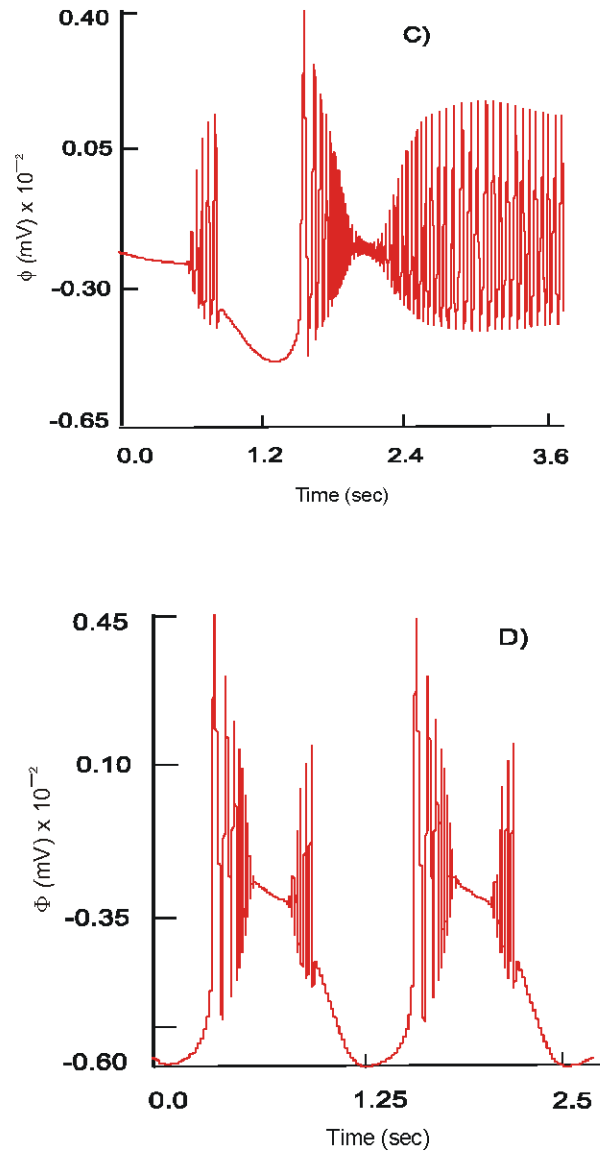 0.40
C)
0.05
ϕ (mV) x 10⁻²
-0.30
-0.65
0.0 1.2 2.4 3.6
Time (sec)
0.45
D)
0.10
Φ (mV) x 10⁻²
-0.35
-0.60
0.0 1.25 2.5
Time (sec)